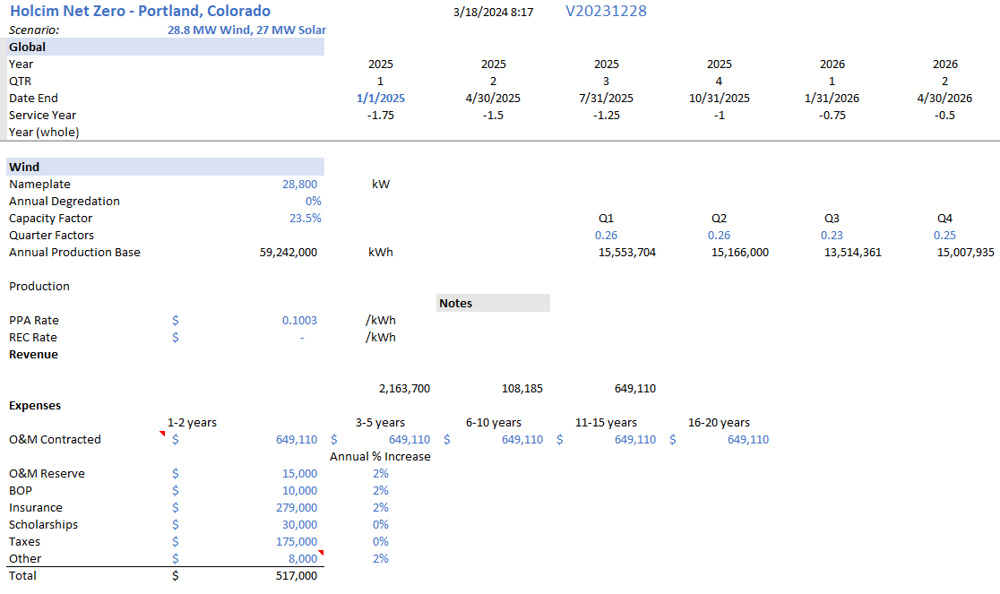 Holcim Net Zero - Portland, Colorado 3/18/2024 8:17 V20231228
Scenario: 28.8 MW Wind, 27 MW Solar
Global
Year 2025 2025 2025 2025 2026 2026
QTR 1 2 3 4 1 2
Date End 1/1/2025 4/30/2025 7/31/2025 10/31/2025 1/31/2026 4/30/2026
Service Year -1.75 -1.5 -1.25 -1 -0.75 -0.5
Year (whole)
Wind
Nameplate 28,800 kW
Annual Degredation 0%
Capacity Factor 23.5% Q1 Q2 Q3 Q4
Quarter Factors 0.26 0.26 0.23 0.25
Annual Production Base 59,242,000 kWh 15,553,704 15,166,000 13,514,361 15,007,935
Production
Notes
PPA Rate $ 0.1003 /kWh
REC Rate $ - /kWh
Revenue
2,163,700 108,185 649,110
Expenses
1-2 years 3-5 years 6-10 years 11-15 years 16-20 years
O&M Contracted $ 649,110 $ 649,110 $ 649,110 $ 649,110 $ 649,110
Annual % Increase
O&M Reserve $ 15,000 2%
BOP $ 10,000 2%
Insurance $ 279,000 2%
Scholarships $ 30,000 0%
Taxes $ 175,000 0%
Other $ 8,000 2%
Total $ 517,000